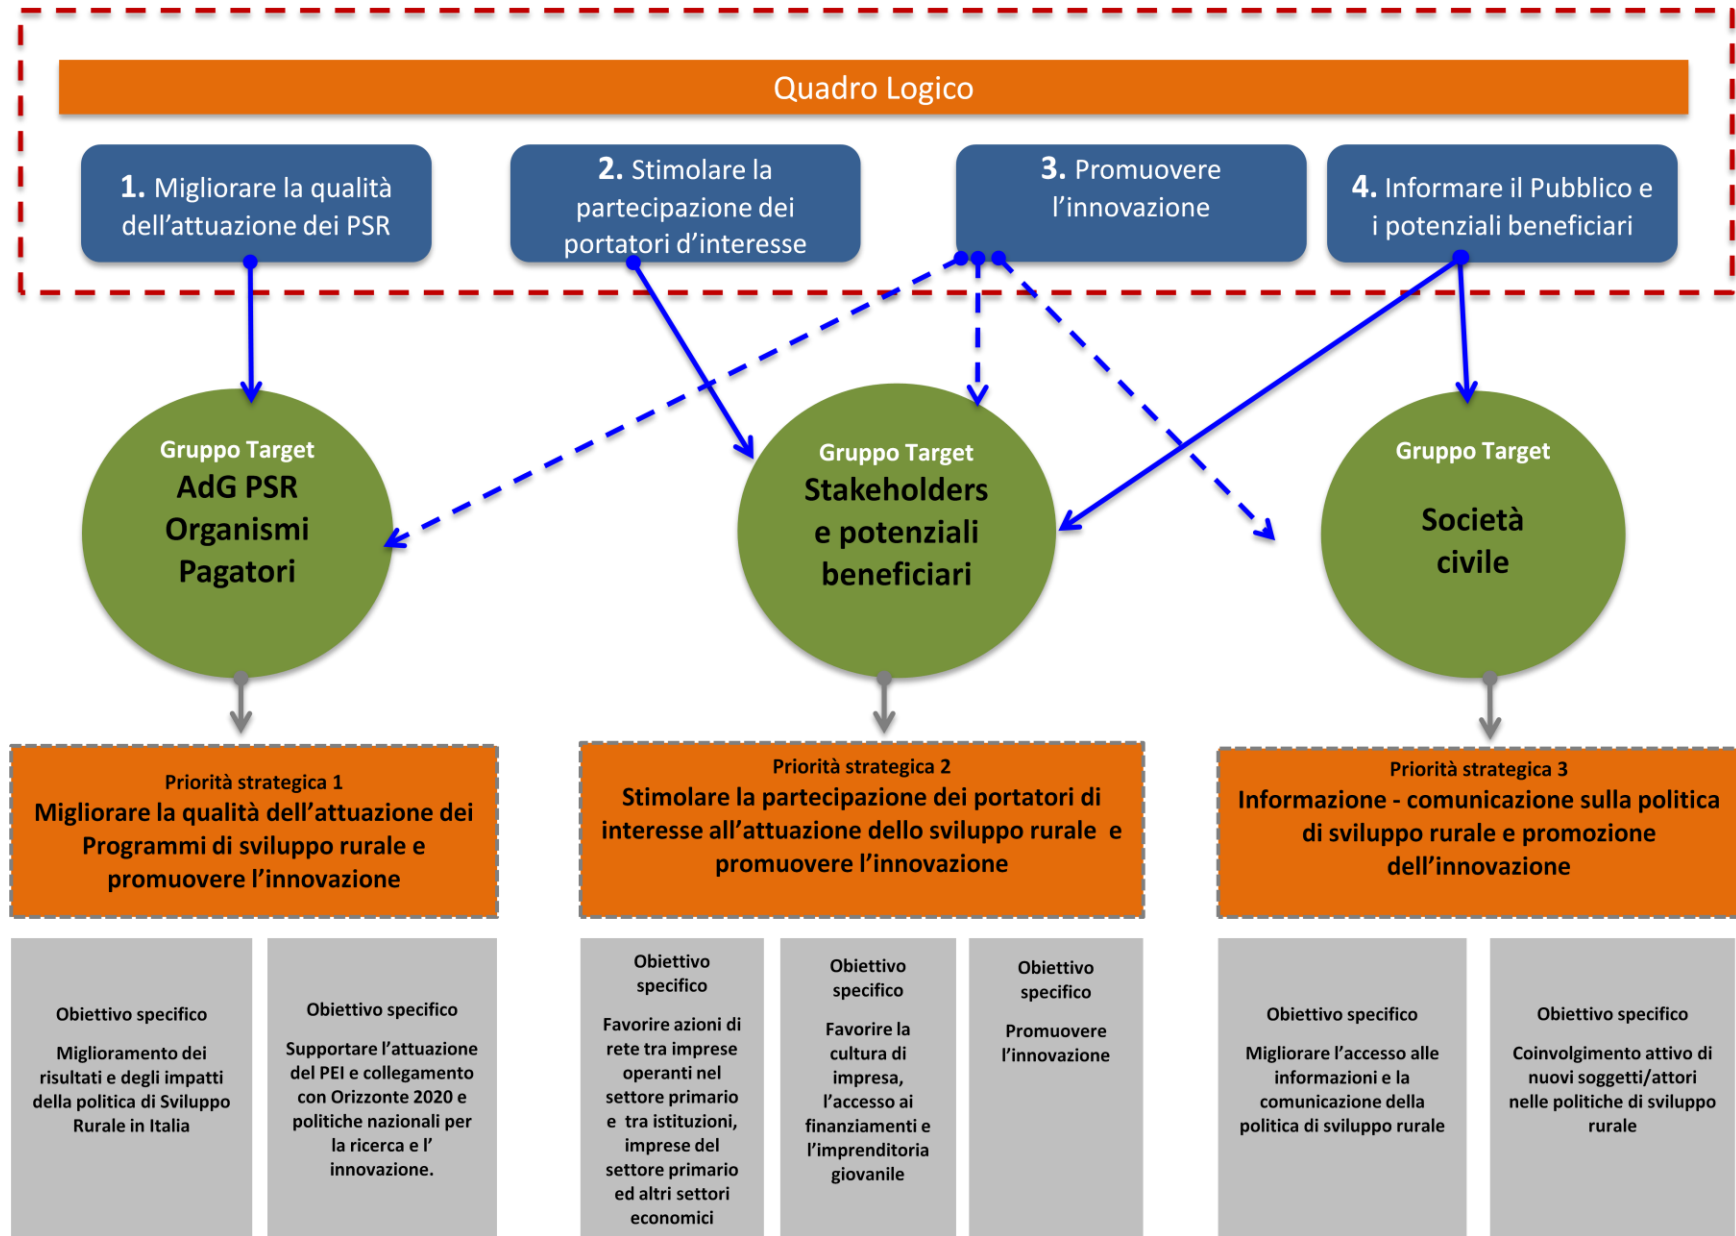 Quadro Logico
1. Migliorare la qualità
dell’attuazione dei PSR
2. Stimolare la
partecipazione dei
portatori d’interesse
3. Promuovere
l’innovazione
4. Informare il Pubblico e
i potenziali beneficiari
Gruppo Target
AdG PSR
Organismi
Pagatori
Gruppo Target
Stakeholders
e potenziali
beneficiari
Gruppo Target
Società
civile
Priorità strategica 1
Migliorare la qualità dell’attuazione dei
Programmi di sviluppo rurale e
promuovere l’innovazione
Priorità strategica 2
Stimolare la partecipazione dei portatori di
interesse all’attuazione dello sviluppo rurale e
promuovere l’innovazione
Priorità strategica 3
Informazione - comunicazione sulla politica
di sviluppo rurale e promozione
dell’innovazione
Obiettivo specifico
Miglioramento dei
risultati e degli impatti
della politica di Sviluppo
Rurale in Italia
Obiettivo specifico
Supportare l’attuazione
del PEI e collegamento
con Orizzonte 2020 e
politiche nazionali per
la ricerca e l’
innovazione.
Obiettivo
specifico
Favorire azioni di
rete tra imprese
operanti nel
settore primario
e tra istituzioni,
imprese del
settore primario
ed altri settori
economici
Obiettivo
specifico
Favorire la
cultura di
impresa,
l’accesso ai
finanziamenti e
l’imprenditoria
giovanile
Obiettivo
specifico
Promuovere
l’innovazione
Obiettivo specifico
Migliorare l’accesso alle
informazioni e la
comunicazione della
politica di sviluppo rurale
Obiettivo specifico
Coinvolgimento attivo di
nuovi soggetti/attori
nelle politiche di sviluppo
rurale